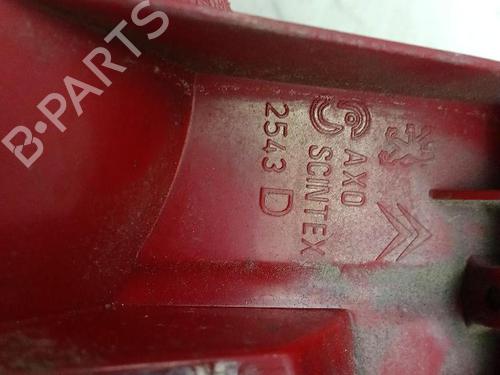 B-PARTS
AXO
SCINTEX
2543 D